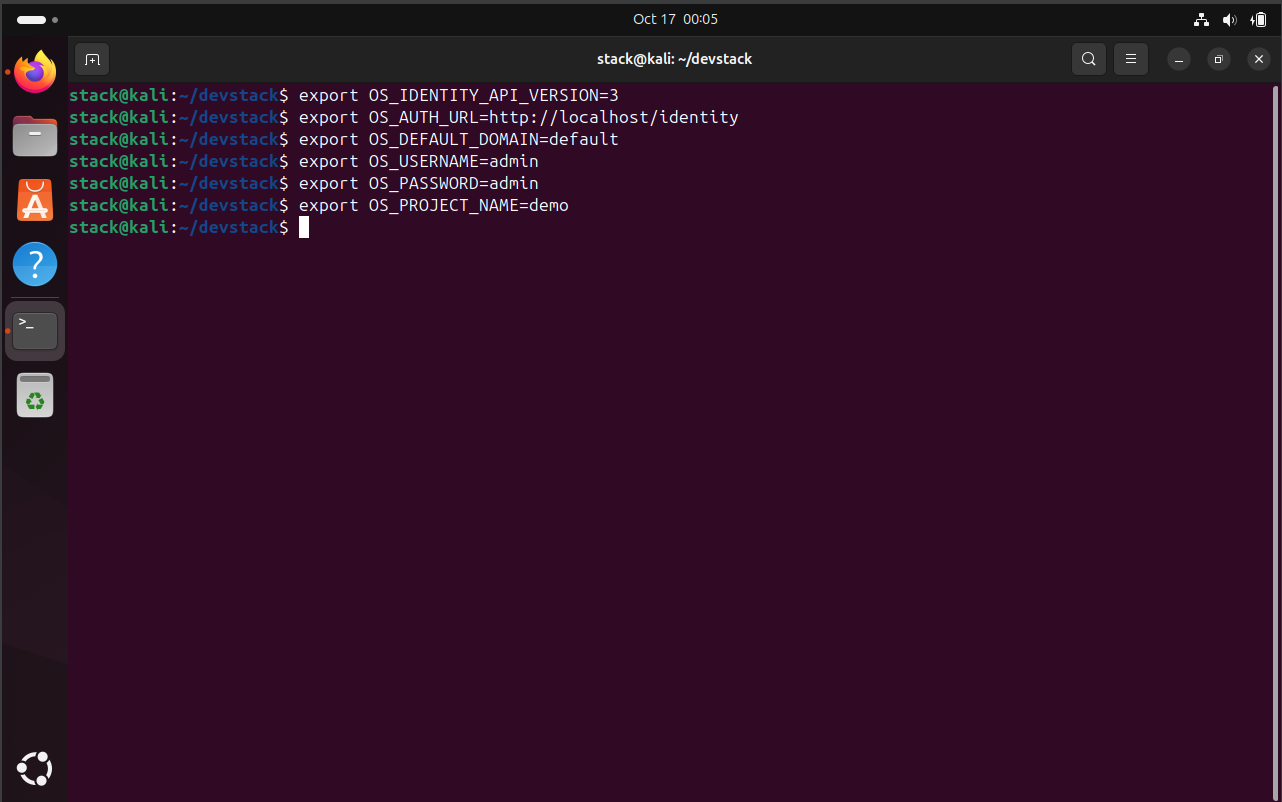 Oct 17 00:05
stack@kali: ~/devstack
stack@kali:~/devstack$ export OS_IDENTITY_API_VERSION=3
stack@kali:~/devstack$ export OS_AUTH_URL=http://localhost/identity
stack@kali:~/devstack$ export OS_DEFAULT_DOMAIN=default
stack@kali:~/devstack$ export OS_USERNAME=admin
stack@kali:~/devstack$ export OS_PASSWORD=admin
stack@kali:~/devstack$ export OS_PROJECT_NAME=demo
stack@kali:~/devstack$